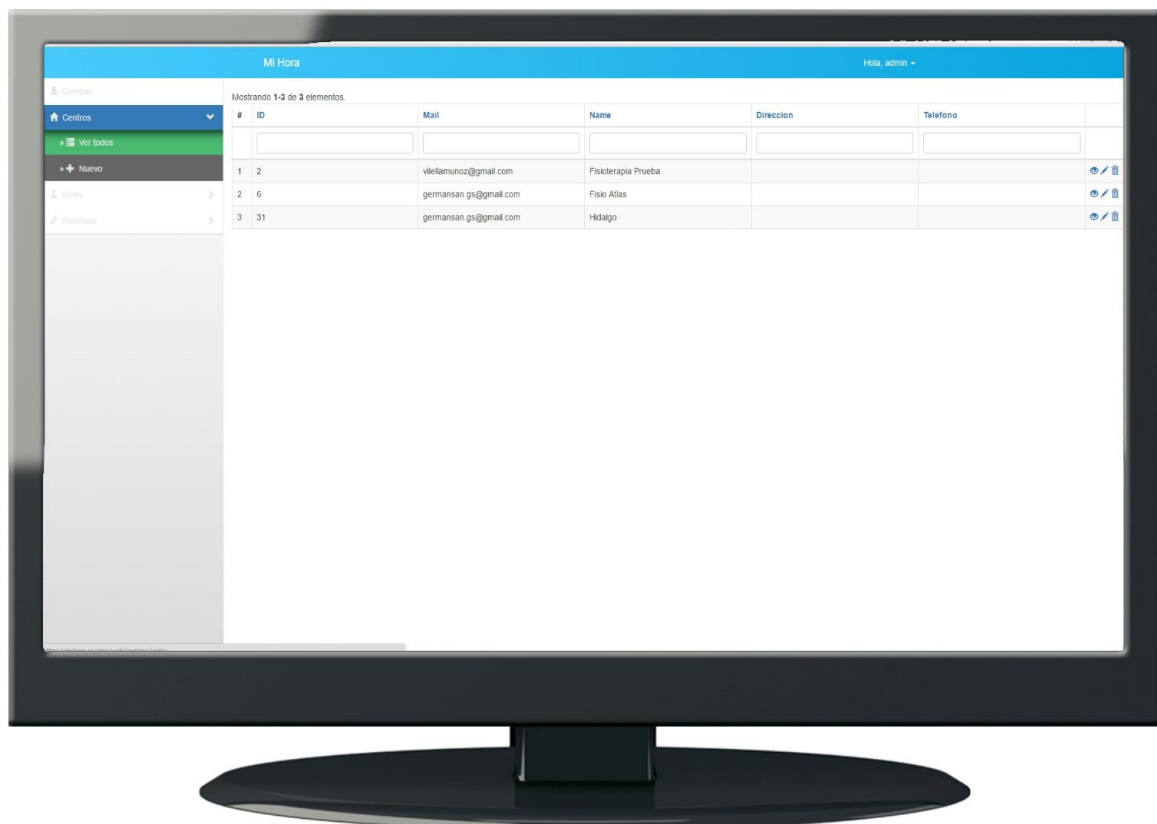 Mi Hora
Hola, admin
Cuentas
Centros
» Ver todos
» Nuevo
Roles
Permisos
Mostrando 1-3 de 3 elementos.
# ID Mail Name Direccion Telefono
1 2 vilellamunoz@gmail.com Fisioterapia Prueba
2 6 germansan.gs@gmail.com Fisio Atlas
3 31 germansan.gs@gmail.com Hidalgo